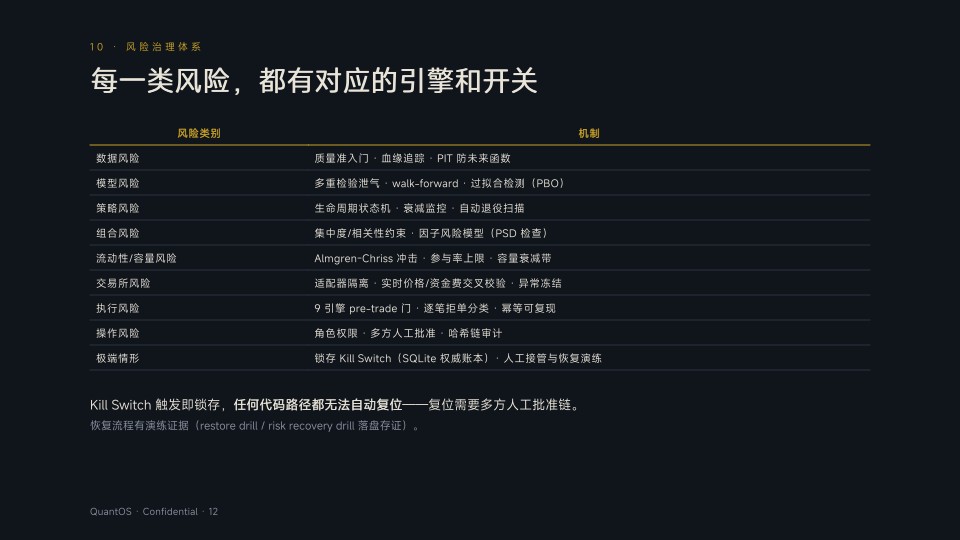 10 · 风险治理体系
每一类风险，都有对应的引擎和开关
风险类别 机制
数据风险 质量准入门 · 血缘追踪 · PIT 防未来函数
模型风险 多重检验泄气 · walk-forward · 过拟合检测（PBO）
策略风险 生命周期状态机 · 衰减监控 · 自动退役扫描
组合风险 集中度/相关性约束 · 因子风险模型（PSD 检查）
流动性/容量风险 Almgren-Chriss 冲击 · 参与率上限 · 容量衰减带
交易所风险 适配器隔离 · 实时价格/资金费交叉校验 · 异常冻结
执行风险 9 引擎 pre-trade 门 · 逐笔拒单分类 · 幂等可复现
操作风险 角色权限 · 多方人工批准 · 哈希链审计
极端情形 锁存 Kill Switch（SQLite 权威账本）· 人工接管与恢复演练
Kill Switch 触发即锁存，任何代码路径都无法自动复位——复位需要多方人工批准链。
恢复流程有演练证据（restore drill / risk recovery drill 落盘存证）。
QuantOS · Confidential · 12